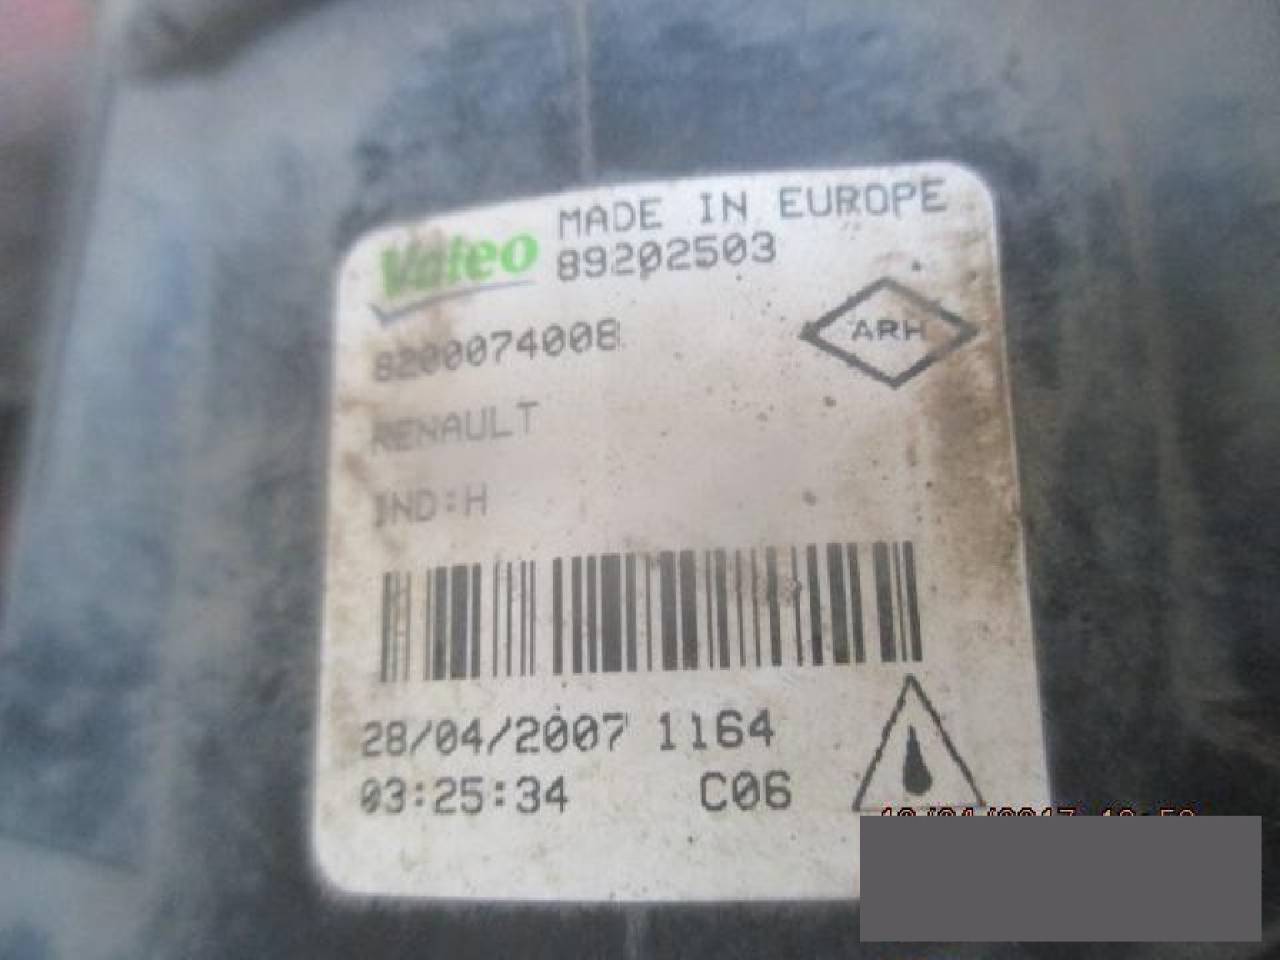 Valeo
MADE IN EUROPE
89202503
8200074008
ARH
RENAULT
IND:H
28/04/2007 1164
03:25:34 C06